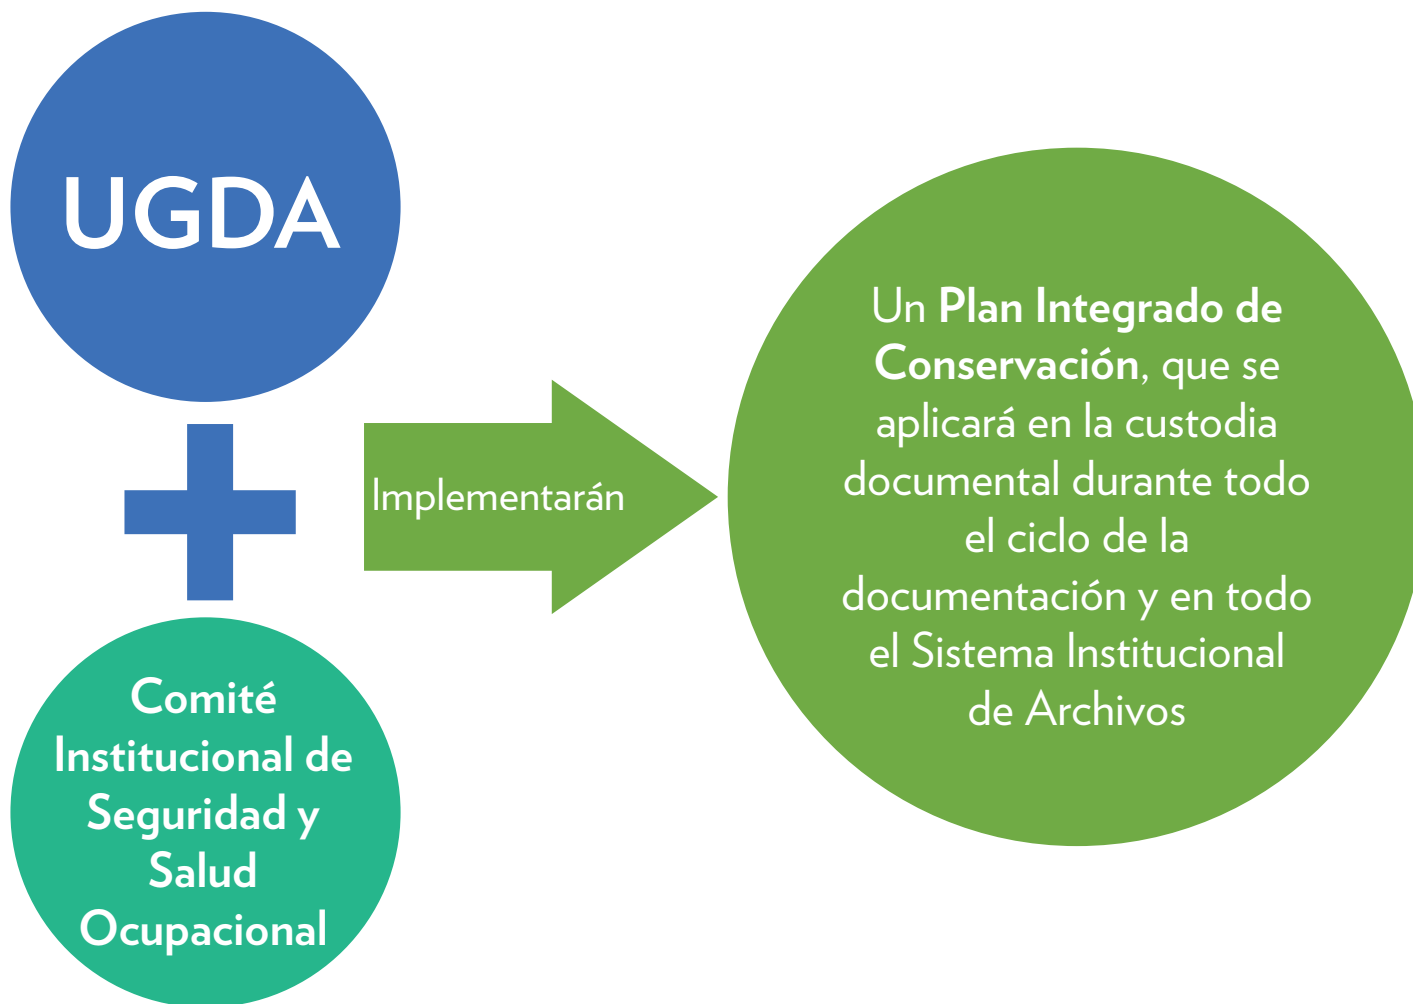 UGDA
Comité
Institucional de
Seguridad y
Salud
Ocupacional
Implementarán
Un Plan Integrado de
Conservación, que se
aplicará en la custodia
documental durante todo
el ciclo de la
documentación y en todo
el Sistema Institucional
de Archivos